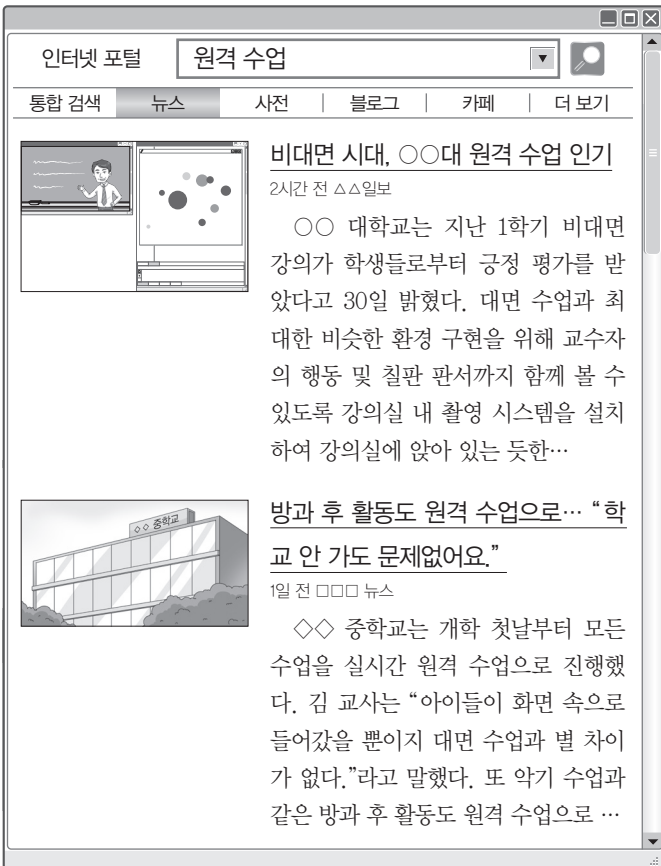 인터넷 포털 원격 수업
통합 검색 뉴스 사전 | 블로그 | 카페 | 더 보기
비대면 시대, ○○대 원격 수업 인기
2시간 전 △△일보
○○ 대학교는 지난 1학기 비대면
강의가 학생들로부터 긍정 평가를 받
았다고 30일 밝혔다. 대면 수업과 최
대한 비슷한 환경 구현을 위해 교수자
의 행동 및 칠판 판서까지 함께 볼 수
있도록 강의실 내 촬영 시스템을 설치
하여 강의실에 앉아 있는 듯한…
◇◇ 중학교
방과 후 활동도 원격 수업으로… “학
교 안 가도 문제없어요.”
1일 전 □□□ 뉴스
◇◇ 중학교는 개학 첫날부터 모든
수업을 실시간 원격 수업으로 진행했
다. 김 교사는 “아이들이 화면 속으로
들어갔을 뿐이지 대면 수업과 별 차이
가 없다.”라고 말했다. 또 악기 수업과
같은 방과 후 활동도 원격 수업으로 …